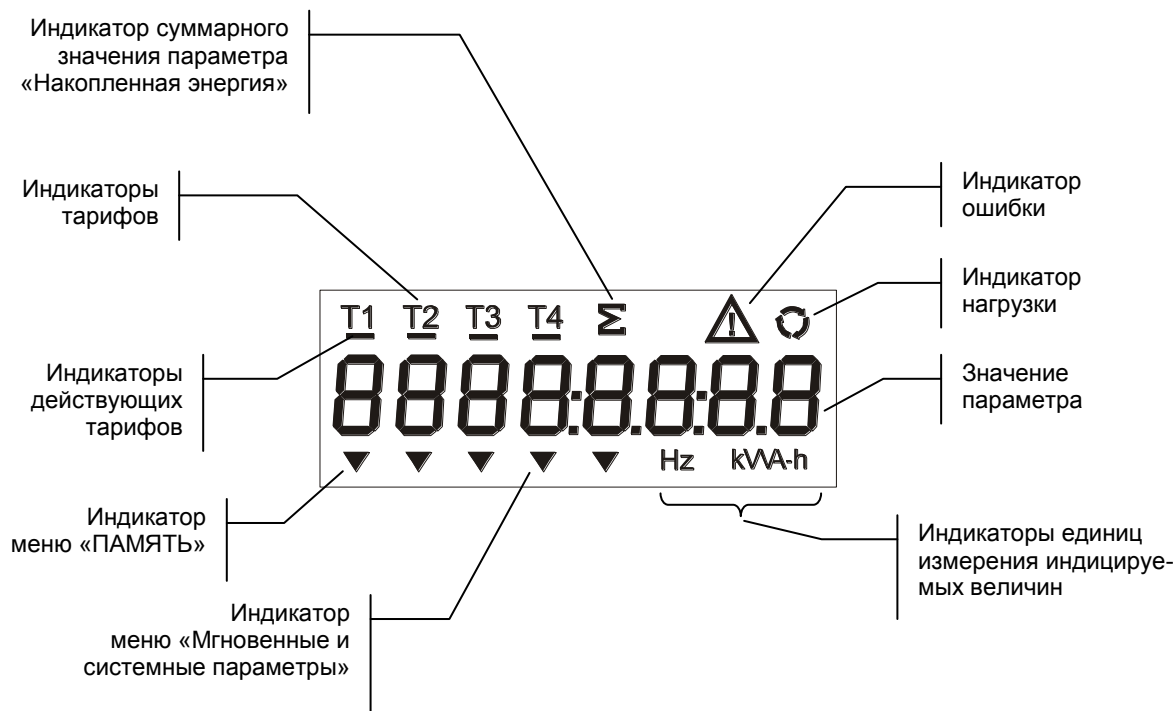 Индикатор суммарного
значения параметра
«Накопленная энергия»
Индикаторы
тарифов
Индикатор
ошибки
Индикатор
нагрузки
T1 T2 T3 T4 Σ
Индикаторы
действующих
тарифов
8888:8.8:8.8
Значение
параметра
Hz kWA-h
Индикатор
меню «ПАМЯТЬ»
Индикаторы единиц
измерения индицируе-
мых величин
Индикатор
меню «Мгновенные и
системные параметры»